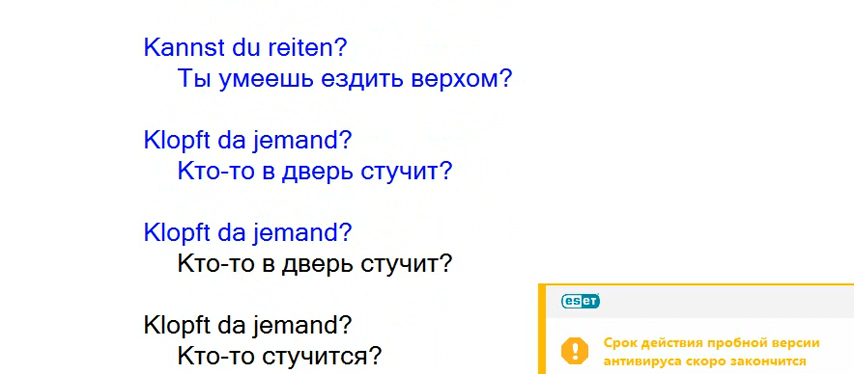 Kannst du reiten?
Ты умеешь ездить верхом?
Klopft da jemand?
Кто-то в дверь стучит?
Klopft da jemand?
Кто-то в дверь стучит?
Klopft da jemand?
Кто-то стучится?
eseт
Срок действия пробной версии
антивируса скоро закончится